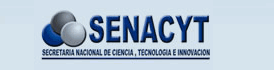 SENACYT
SECRETARIA NACIONAL DE CIENCIA , TECNOLOGIA E INNOVACION